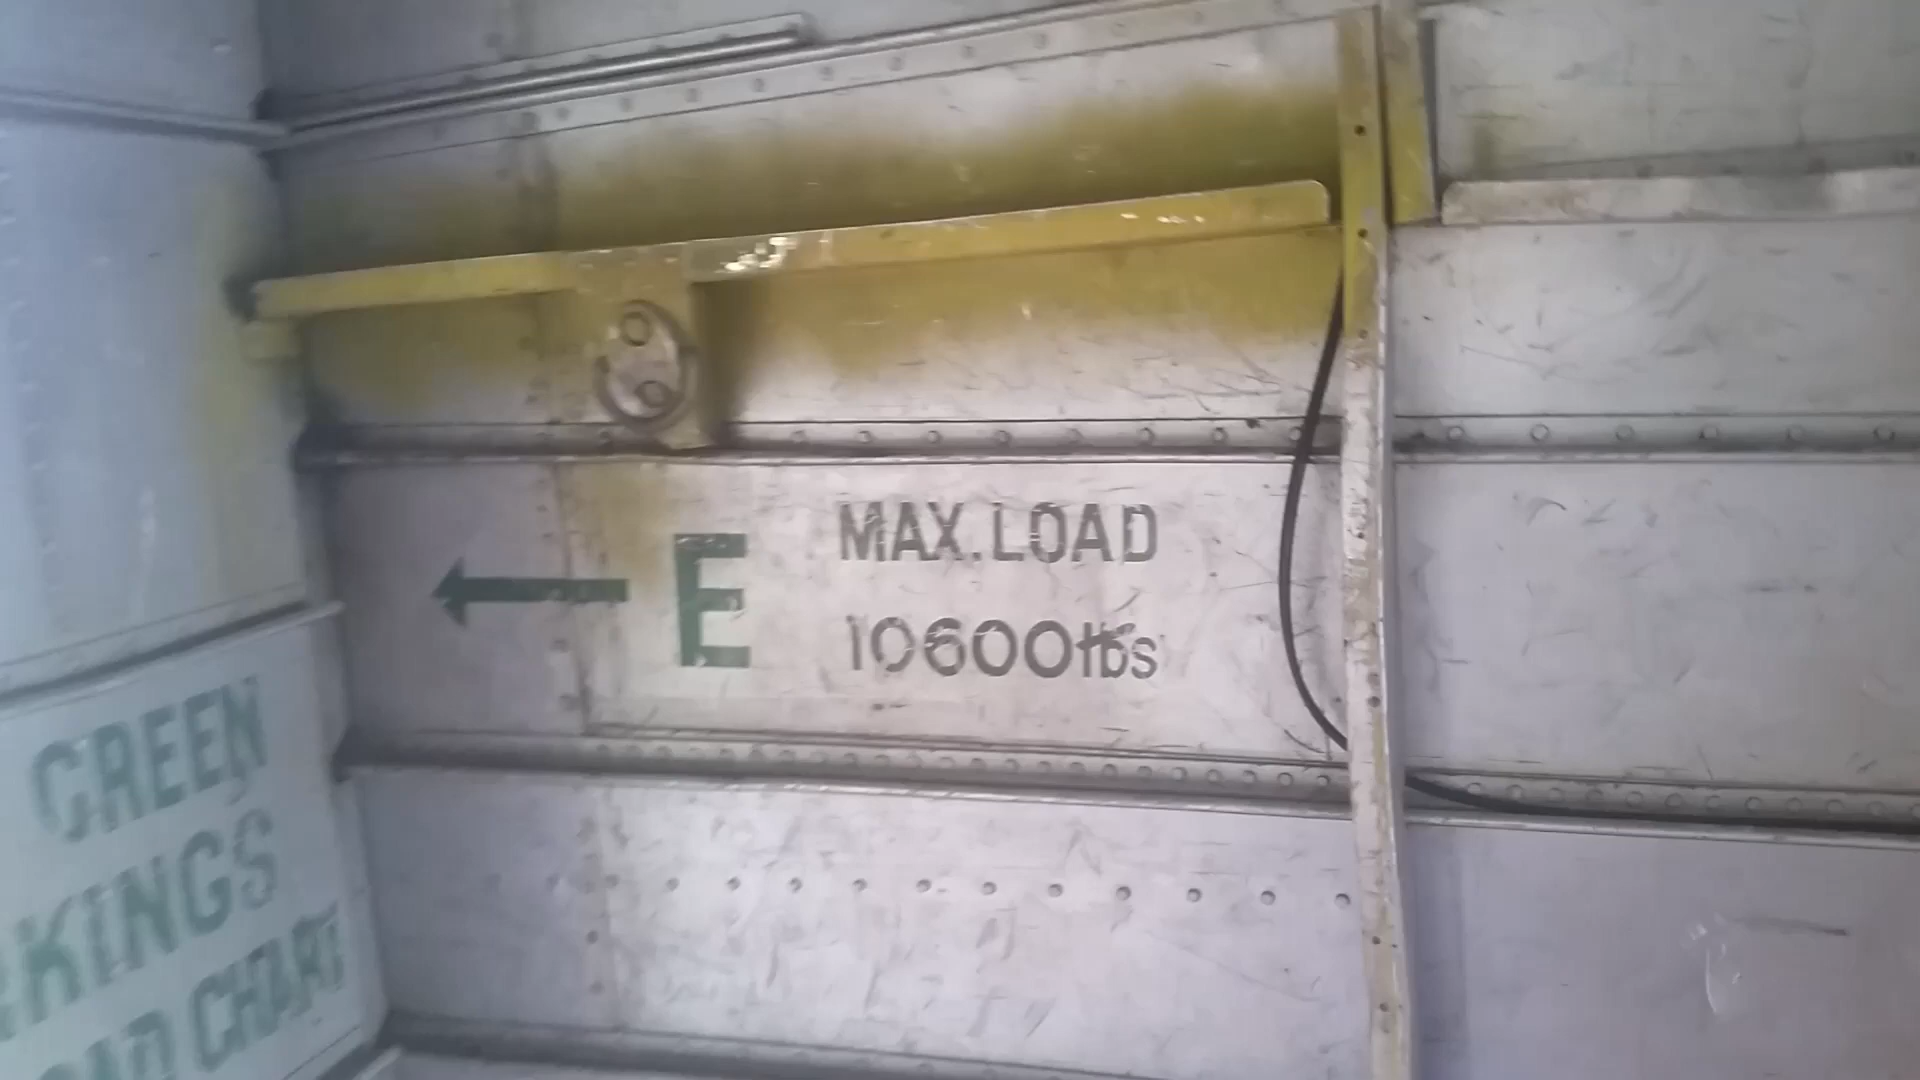 E
MAX. LOAD
10600lbs
GREEN
KINGS
CHART